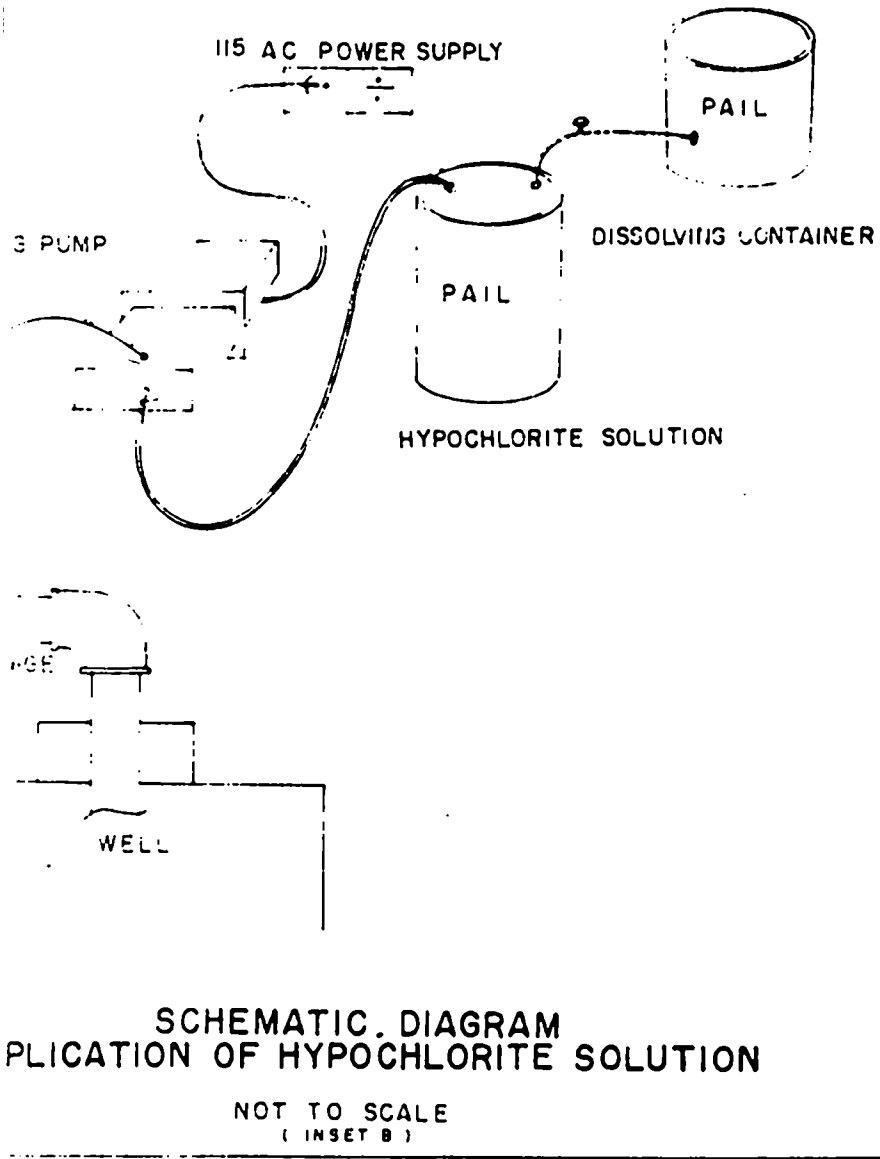 115 AC POWER SUPPLY
PAIL
DISSOLVING CONTAINER
G PUMP
PAIL
HYPOCHLORITE SOLUTION
WELL
SCHEMATIC. DIAGRAM
PLICATION OF HYPOCHLORITE SOLUTION
NOT TO SCALE
( INSET B )